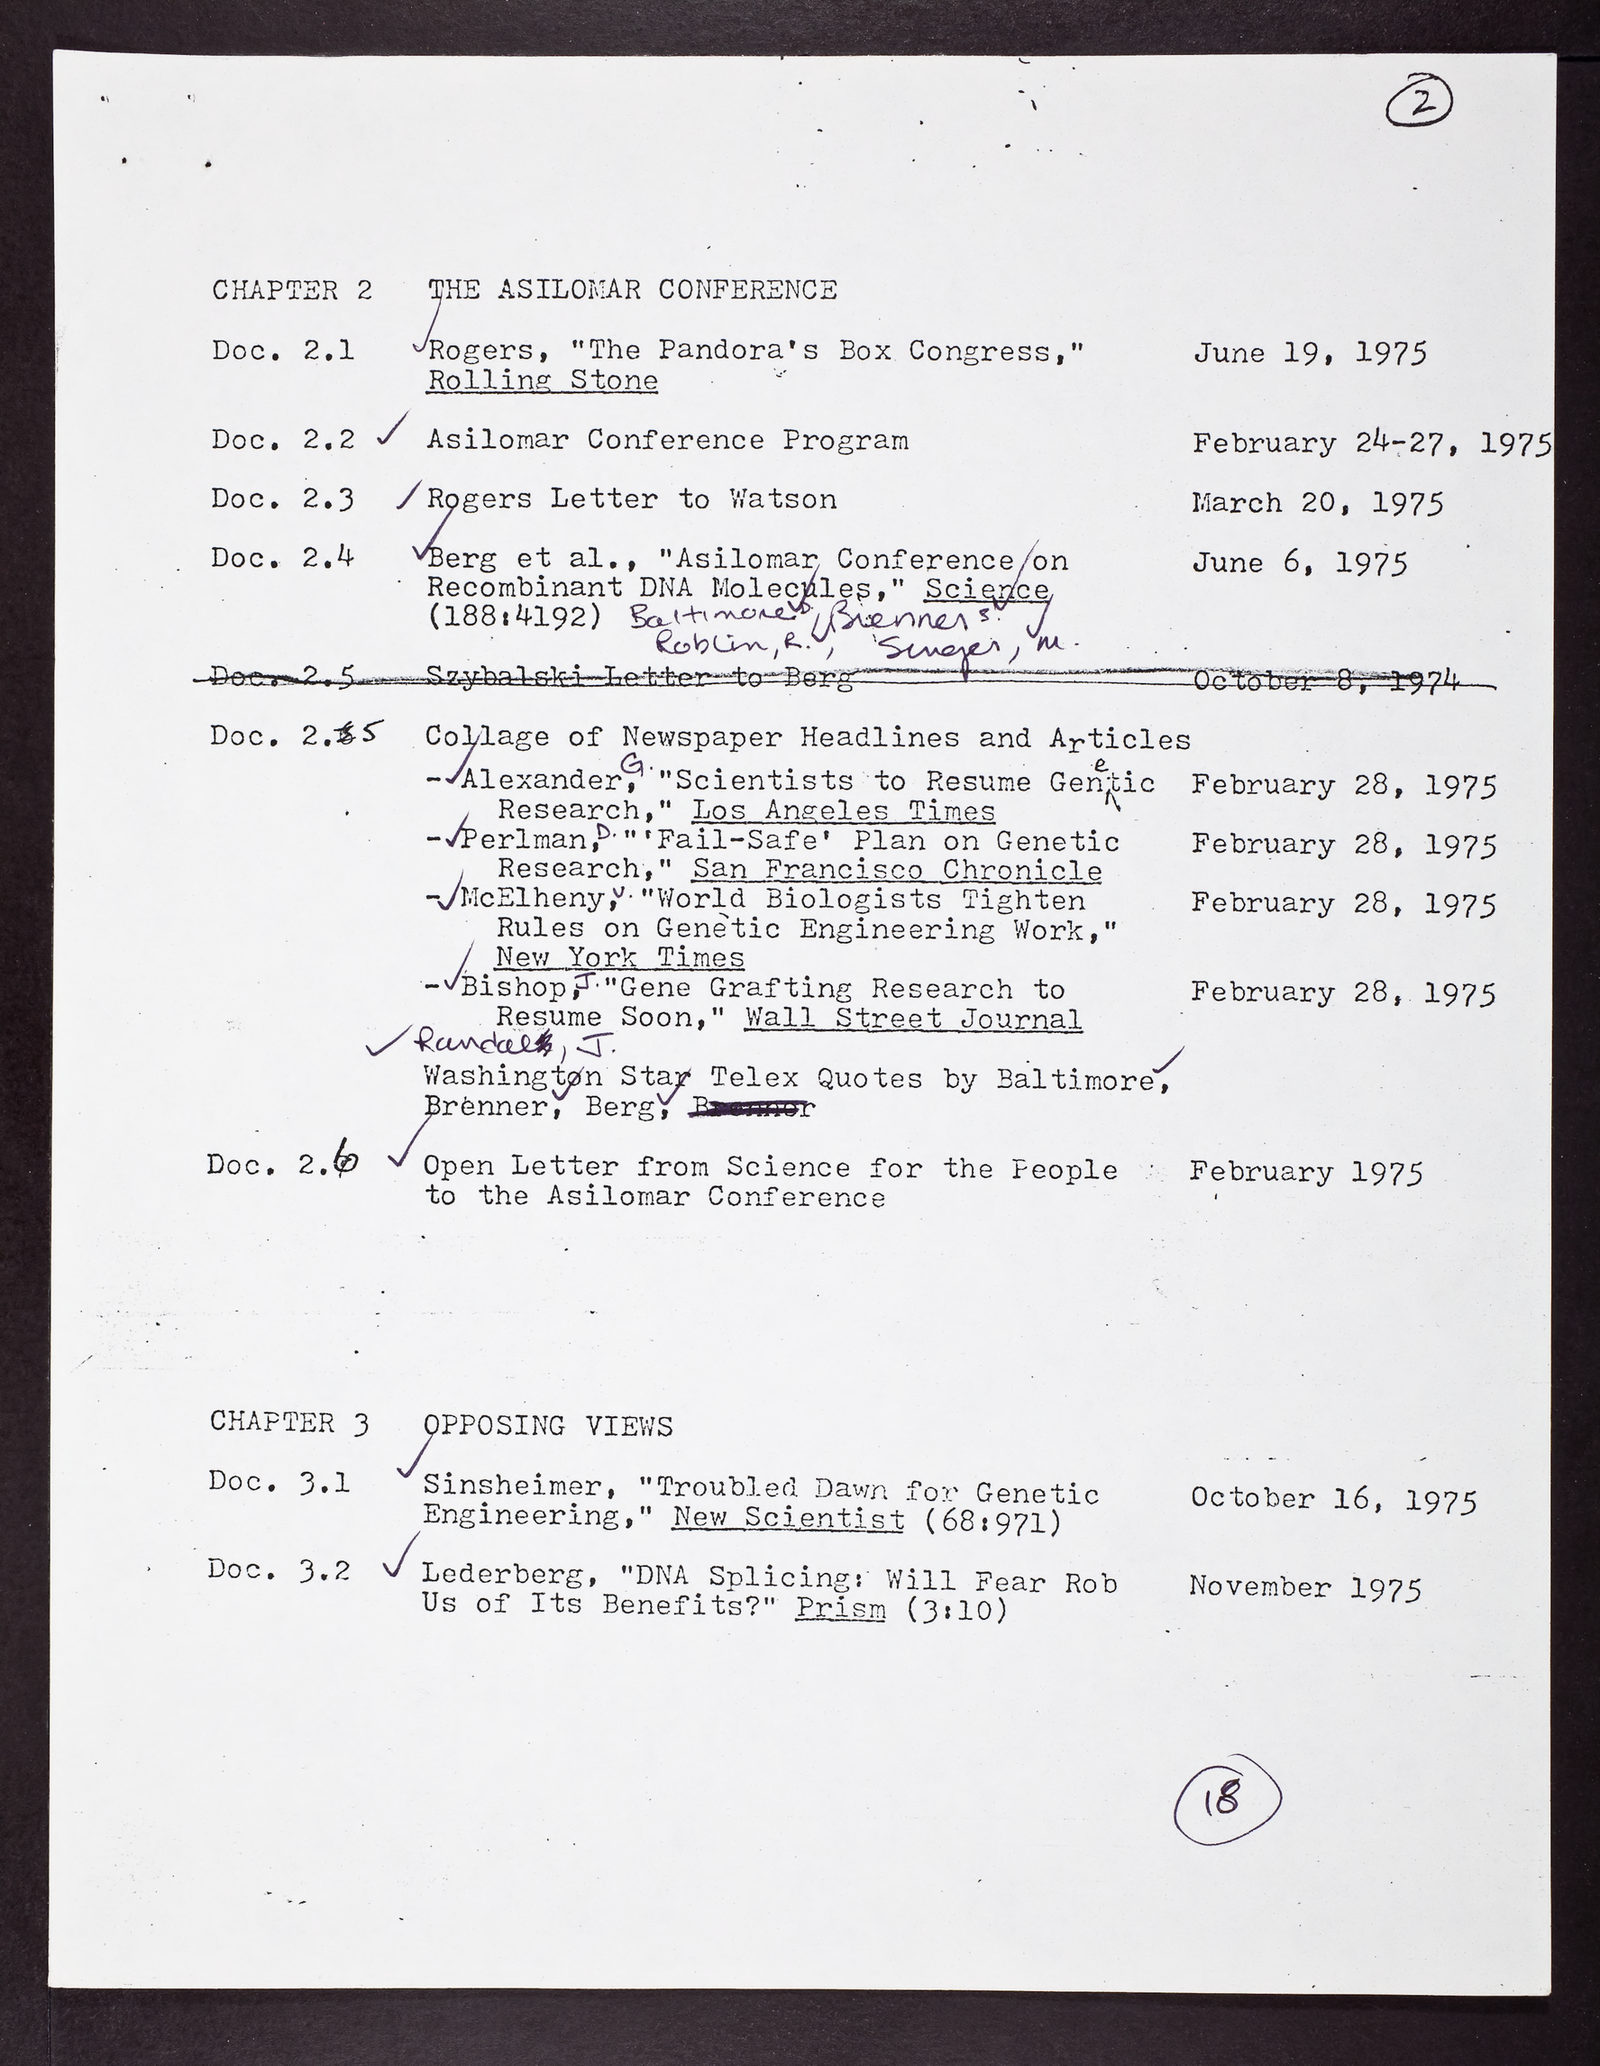 2
CHAPTER 2 THE ASILOMAR CONFERENCE
Doc. 2.1 Rogers, "The Pandora's Box Congress," June 19, 1975
Rolling Stone
Doc. 2.2 Asilomar Conference Program February 24-27, 1975
Doc. 2.3 Rogers Letter to Watson March 20, 1975
Doc. 2.4 Berg et al., "Asilomar Conference on June 6, 1975
Recombinant DNA Molecules," Science
(188:4192) Baltimore D., Brenner S.
Roblin, R., Singer, M.
Doc. 2.5 Szybalski Letter to Berg October 8, 1974
Doc. 2.5 Collage of Newspaper Headlines and Articles
- Alexander, G. "Scientists to Resume Genetic February 28, 1975
Research," Los Angeles Times
- Perlman, D. "'Fail-Safe' Plan on Genetic February 28, 1975
Research," San Francisco Chronicle
- McElheny, V. "World Biologists Tighten February 28, 1975
Rules on Genetic Engineering Work,"
New York Times
- Bishop, J. "Gene Grafting Research to February 28, 1975
Resume Soon," Wall Street Journal
Randal, J.
Washington Star Telex Quotes by Baltimore,
Brenner, Berg, Brenner
Doc. 2.6 Open Letter from Science for the People February 1975
to the Asilomar Conference
CHAPTER 3 OPPOSING VIEWS
Doc. 3.1 Sinsheimer, "Troubled Dawn for Genetic October 16, 1975
Engineering," New Scientist (68:971)
Doc. 3.2 Lederberg, "DNA Splicing: Will Fear Rob November 1975
Us of Its Benefits?" Prism (3:10)
18